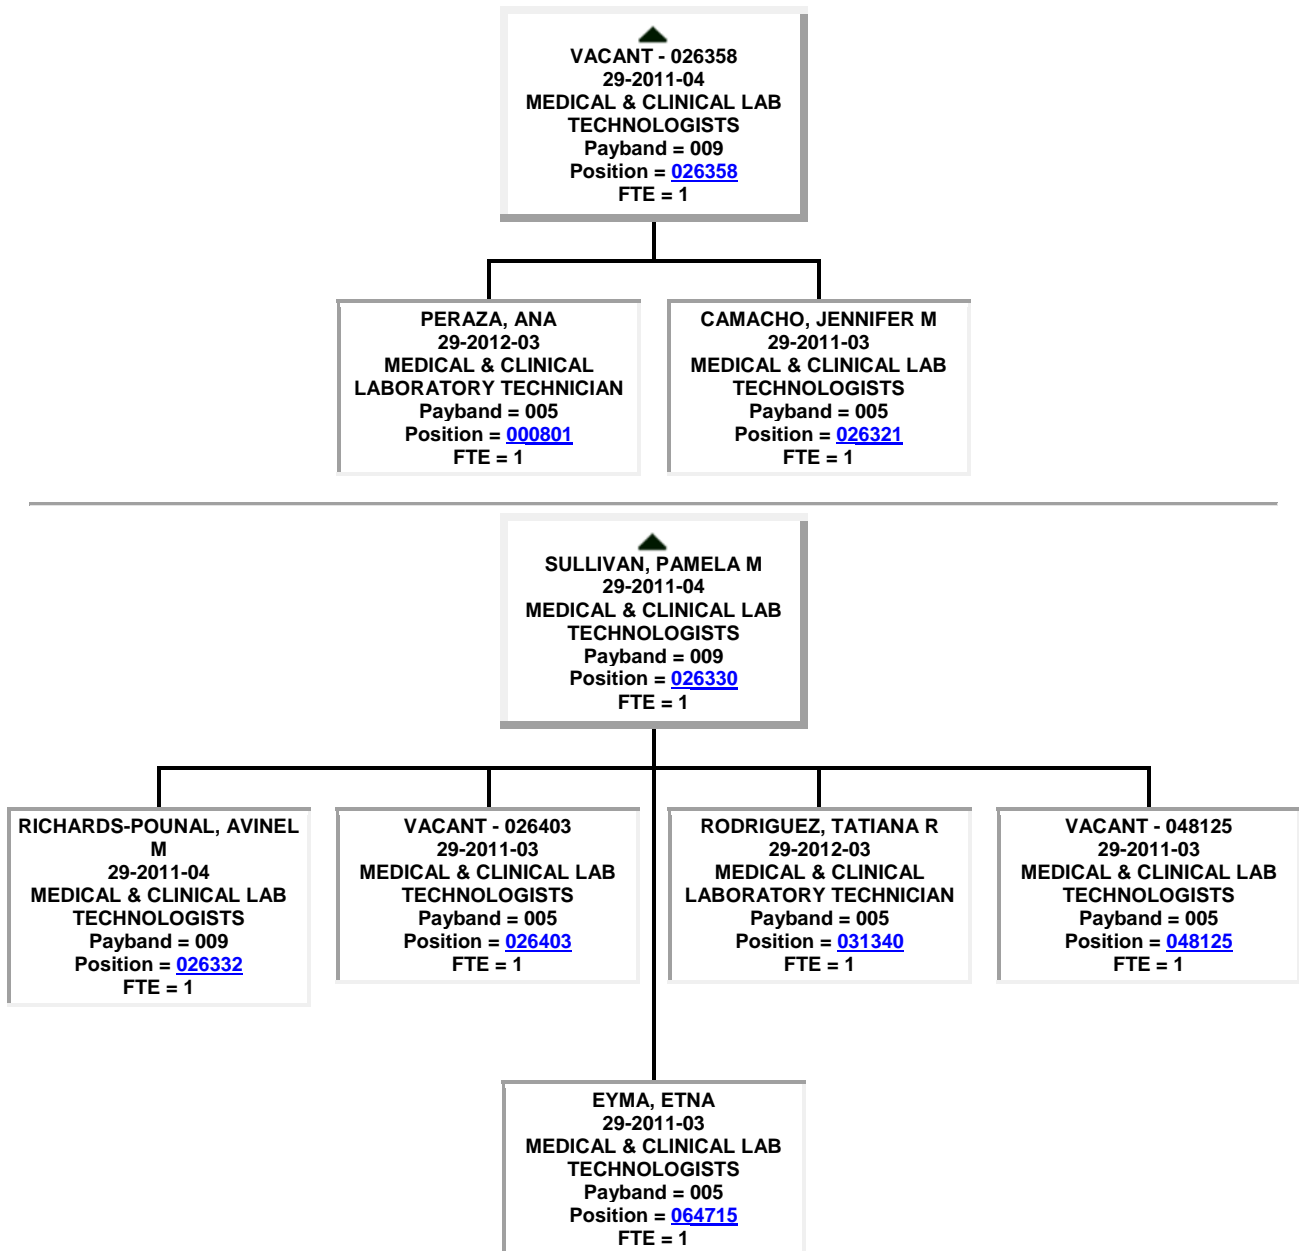 VACANT - 026358
29-2011-04
MEDICAL & CLINICAL LAB
TECHNOLOGISTS
Payband = 009
Position = 026358
FTE = 1
PERAZA, ANA
29-2012-03
MEDICAL & CLINICAL
LABORATORY TECHNICIAN
Payband = 005
Position = 000801
FTE = 1
CAMACHO, JENNIFER M
29-2011-03
MEDICAL & CLINICAL LAB
TECHNOLOGISTS
Payband = 005
Position = 026321
FTE = 1
SULLIVAN, PAMELA M
29-2011-04
MEDICAL & CLINICAL LAB
TECHNOLOGISTS
Payband = 009
Position = 026330
FTE = 1
RICHARDS-POUNAL, AVINEL
M
29-2011-04
MEDICAL & CLINICAL LAB
TECHNOLOGISTS
Payband = 009
Position = 026332
FTE = 1
VACANT - 026403
29-2011-03
MEDICAL & CLINICAL LAB
TECHNOLOGISTS
Payband = 005
Position = 026403
FTE = 1
RODRIGUEZ, TATIANA R
29-2012-03
MEDICAL & CLINICAL
LABORATORY TECHNICIAN
Payband = 005
Position = 031340
FTE = 1
VACANT - 048125
29-2011-03
MEDICAL & CLINICAL LAB
TECHNOLOGISTS
Payband = 005
Position = 048125
FTE = 1
EYMA, ETNA
29-2011-03
MEDICAL & CLINICAL LAB
TECHNOLOGISTS
Payband = 005
Position = 064715
FTE = 1